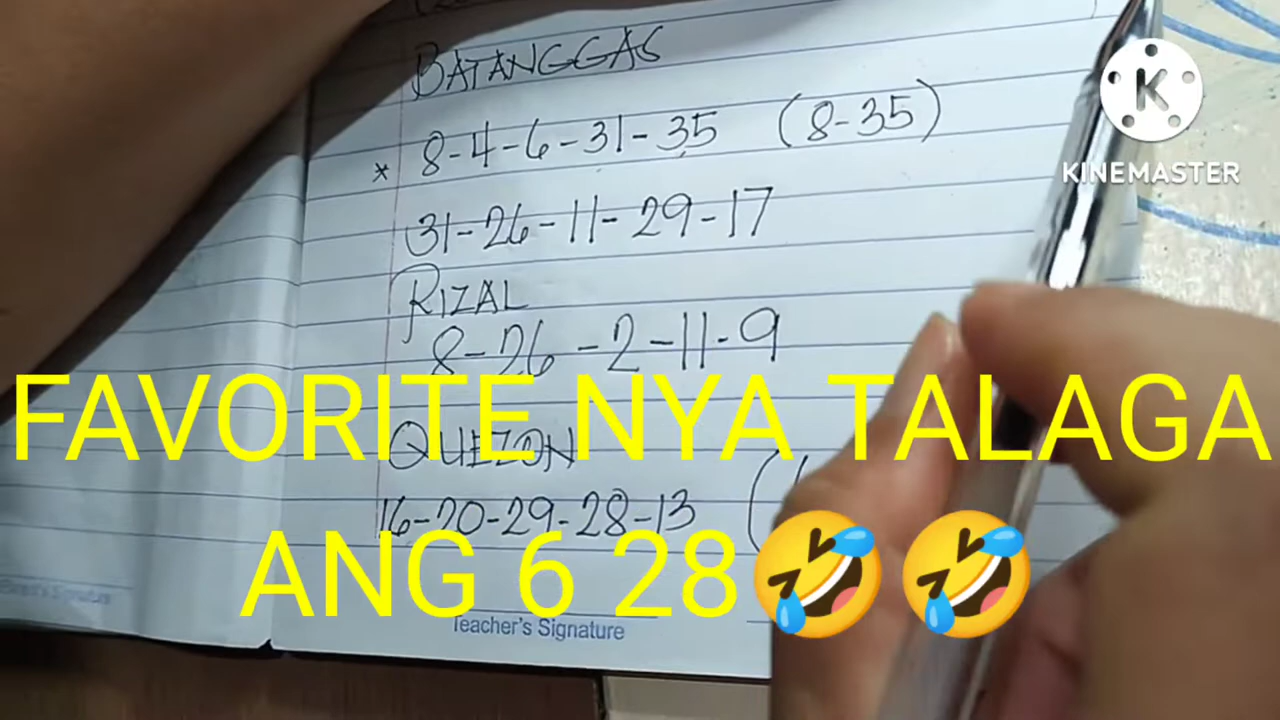 BATANGGAS
* 8-4-6-31-35 (8-35)
31-26-11-29-17
RIZAL
8-26-2-11-9
QUEZON
16-20-29-28-13 (
FAVORITE NYA TALAGA
ANG 6 28🤣🤣
Teacher's Signature
K
KINEMASTER